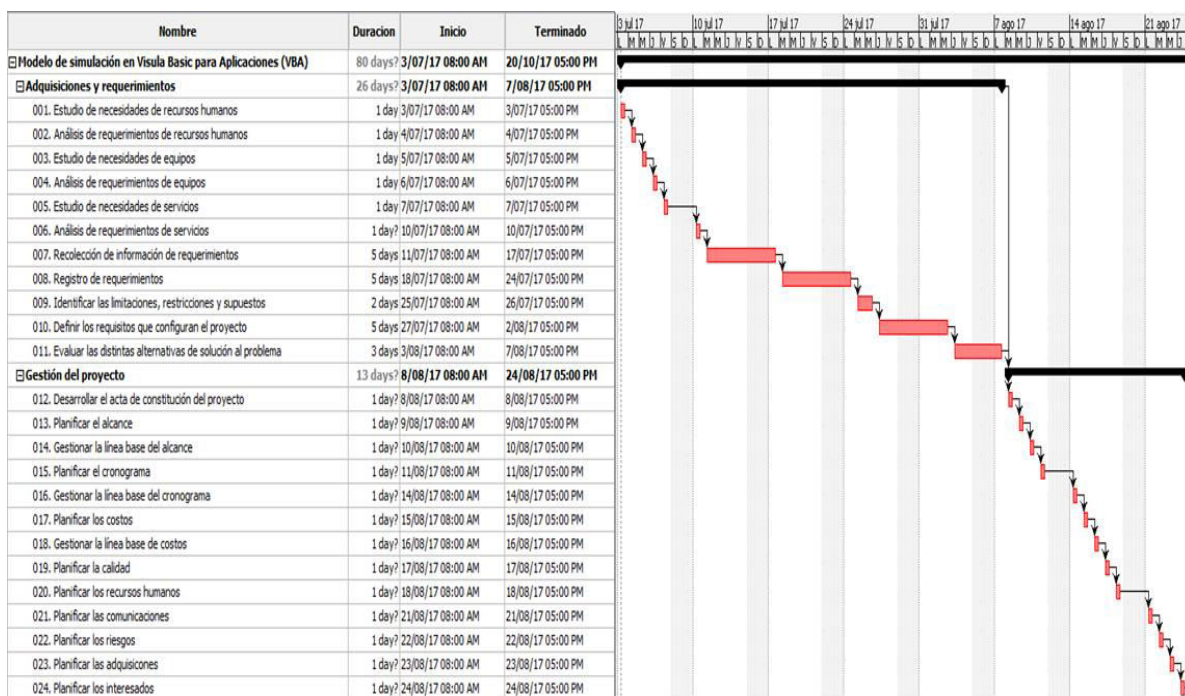 Nombre Duracion Inicio Terminado
3 jul 17 10 jul 17 17 jul 17 24 jul 17 31 jul 17 7 ago 17 14 ago 17 21 ago 17
L M M J V S D L M M J V S D L M M J V S D L M M J V S D L M M J V S D L M M J V S D L M M J V S D L M M J
Modelo de simulación en Visula Basic para Aplicaciones (VBA) 80 days? 3/07/17 08:00 AM 20/10/17 05:00 PM
Adquisiciones y requerimientos 26 days? 3/07/17 08:00 AM 7/08/17 05:00 PM
001. Estudio de necesidades de recursos humanos 1 day 3/07/17 08:00 AM 3/07/17 05:00 PM
002. Análisis de requerimientos de recursos humanos 1 day 4/07/17 08:00 AM 4/07/17 05:00 PM
003. Estudio de necesidades de equipos 1 day 5/07/17 08:00 AM 5/07/17 05:00 PM
004. Análisis de requerimientos de equipos 1 day 6/07/17 08:00 AM 6/07/17 05:00 PM
005. Estudio de necesidades de servicios 1 day 7/07/17 08:00 AM 7/07/17 05:00 PM
006. Análisis de requerimientos de servicios 1 day? 10/07/17 08:00 AM 10/07/17 05:00 PM
007. Recolección de información de requerimientos 5 days 11/07/17 08:00 AM 17/07/17 05:00 PM
008. Registro de requerimientos 5 days 18/07/17 08:00 AM 24/07/17 05:00 PM
009. Identificar las limitaciones, restricciones y supuestos 2 days 25/07/17 08:00 AM 26/07/17 05:00 PM
010. Definir los requisitos que configuran el proyecto 5 days 27/07/17 08:00 AM 2/08/17 05:00 PM
011. Evaluar las distintas alternativas de solución al problema 3 days 3/08/17 08:00 AM 7/08/17 05:00 PM
Gestión del proyecto 13 days? 8/08/17 08:00 AM 24/08/17 05:00 PM
012. Desarrollar el acta de constitución del proyecto 1 day? 8/08/17 08:00 AM 8/08/17 05:00 PM
013. Planificar el alcance 1 day? 9/08/17 08:00 AM 9/08/17 05:00 PM
014. Gestionar la línea base del alcance 1 day? 10/08/17 08:00 AM 10/08/17 05:00 PM
015. Planificar el cronograma 1 day? 11/08/17 08:00 AM 11/08/17 05:00 PM
016. Gestionar la línea base del cronograma 1 day? 14/08/17 08:00 AM 14/08/17 05:00 PM
017. Planificar los costos 1 day? 15/08/17 08:00 AM 15/08/17 05:00 PM
018. Gestionar la línea base de costos 1 day? 16/08/17 08:00 AM 16/08/17 05:00 PM
019. Planificar la calidad 1 day? 17/08/17 08:00 AM 17/08/17 05:00 PM
020. Planificar los recursos humanos 1 day? 18/08/17 08:00 AM 18/08/17 05:00 PM
021. Planificar las comunicaciones 1 day? 21/08/17 08:00 AM 21/08/17 05:00 PM
022. Planificar los riesgos 1 day? 22/08/17 08:00 AM 22/08/17 05:00 PM
023. Planificar las adquisicones 1 day? 23/08/17 08:00 AM 23/08/17 05:00 PM
024. Planificar los interesados 1 day? 24/08/17 08:00 AM 24/08/17 05:00 PM